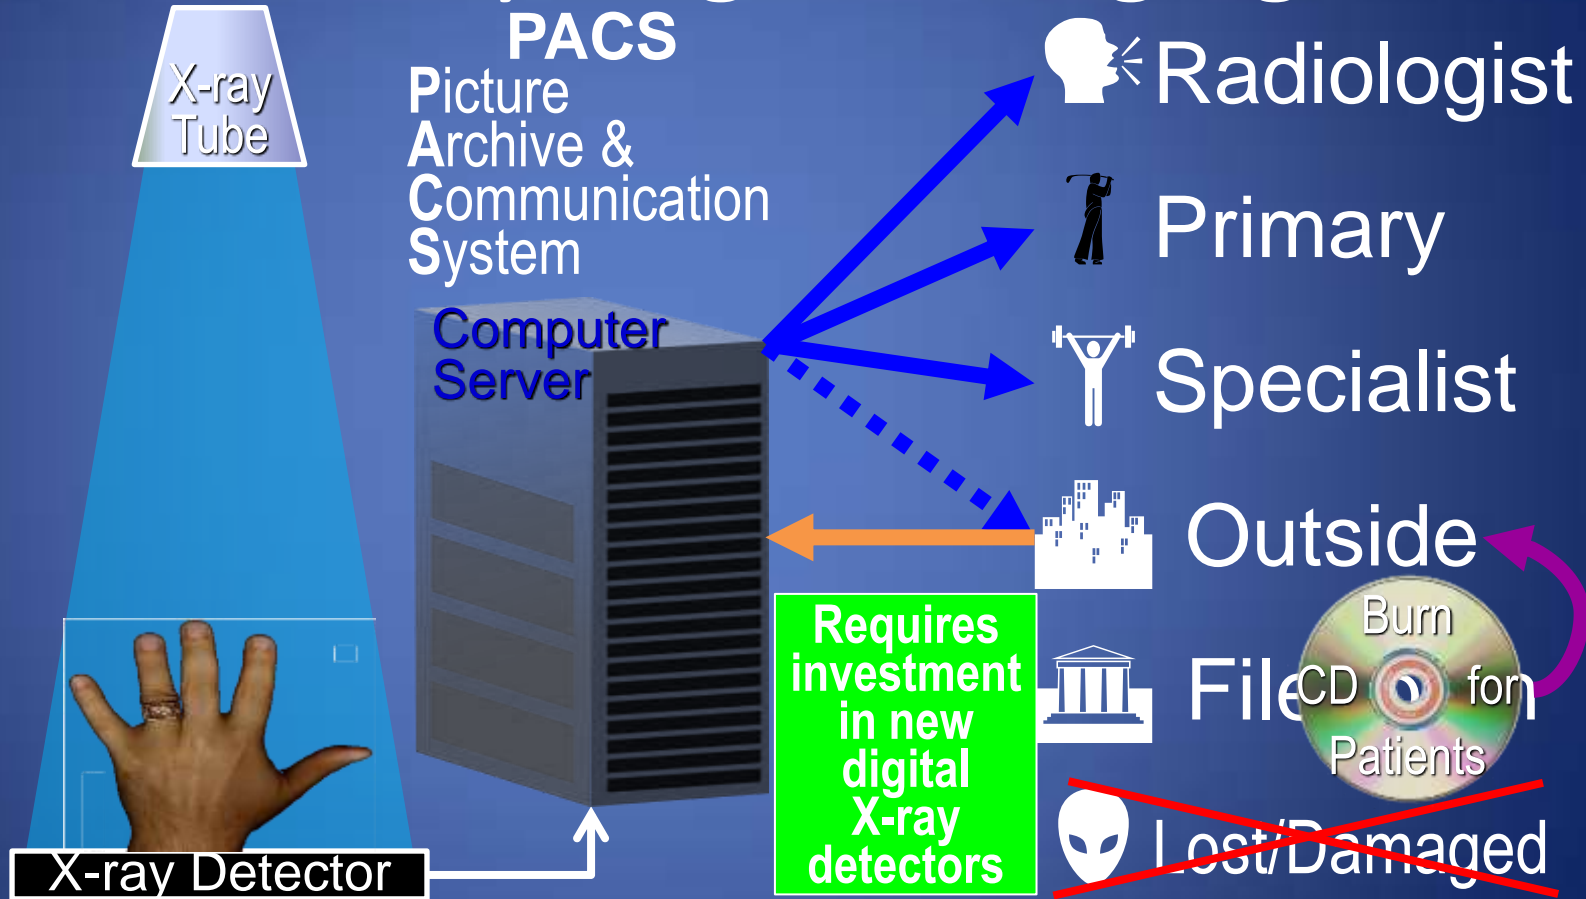 X-ray
Tube
PACS
Picture
Archive &
Communication
System
Computer
Server
X-ray Detector
Requires
investment
in new
digital
X-ray
detectors
Radiologist
Primary
Specialist
Outside
Burn
CD for
Patients
Lost/Damaged